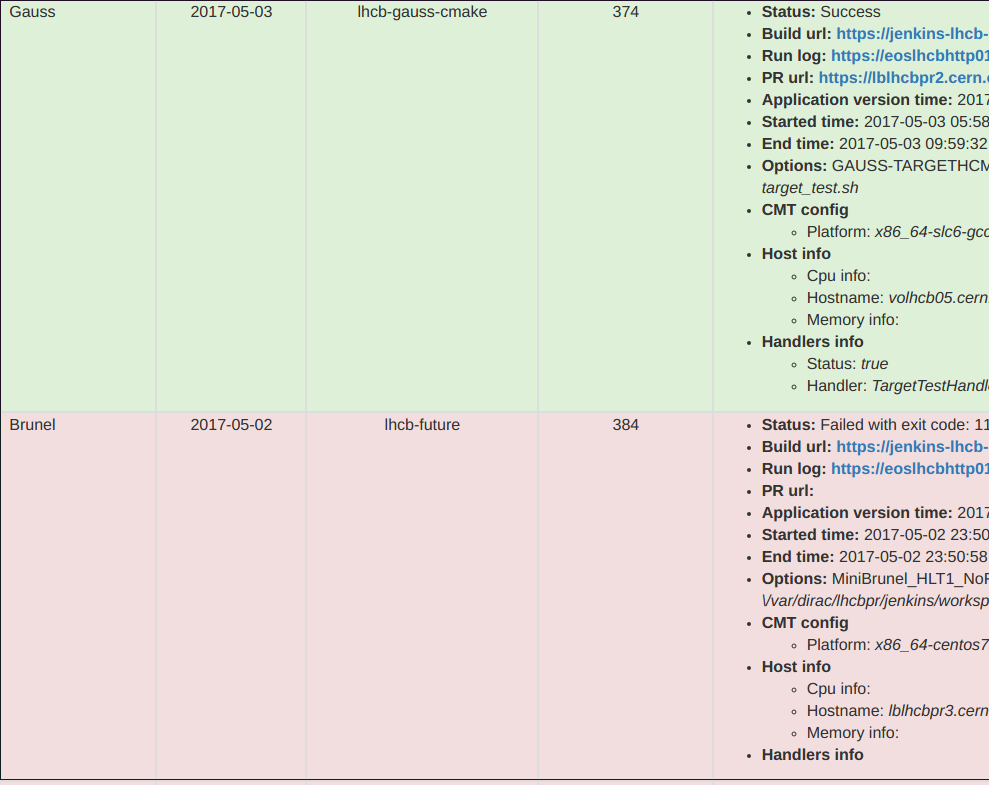 Gauss 2017-05-03 lhcb-gauss-cmake 374
Status: Success
Build url: https://jenkins-lhcb-
Run log: https://eoslhcbhttp01
PR url: https://lblhcbpr2.cern.
Application version time: 2017
Started time: 2017-05-03 05:58
End time: 2017-05-03 09:59:32
Options: GAUSS-TARGETHCM
target_test.sh
CMT config
Platform: x86_64-slc6-gcc
Host info
Cpu info:
Hostname: volhcb05.cern.
Memory info:
Handlers info
Status: true
Handler: TargetTestHandl
Brunel 2017-05-02 lhcb-future 384
Status: Failed with exit code: 11
Build url: https://jenkins-lhcb-
Run log: https://eoslhcbhttp01
PR url:
Application version time: 2017
Started time: 2017-05-02 23:50
End time: 2017-05-02 23:50:58
Options: MiniBrunel_HLT1_NoF
\/var/dirac/lhcbpr/jenkins/worksp
CMT config
Platform: x86_64-centos7
Host info
Cpu info:
Hostname: lblhcbpr3.cern
Memory info:
Handlers info